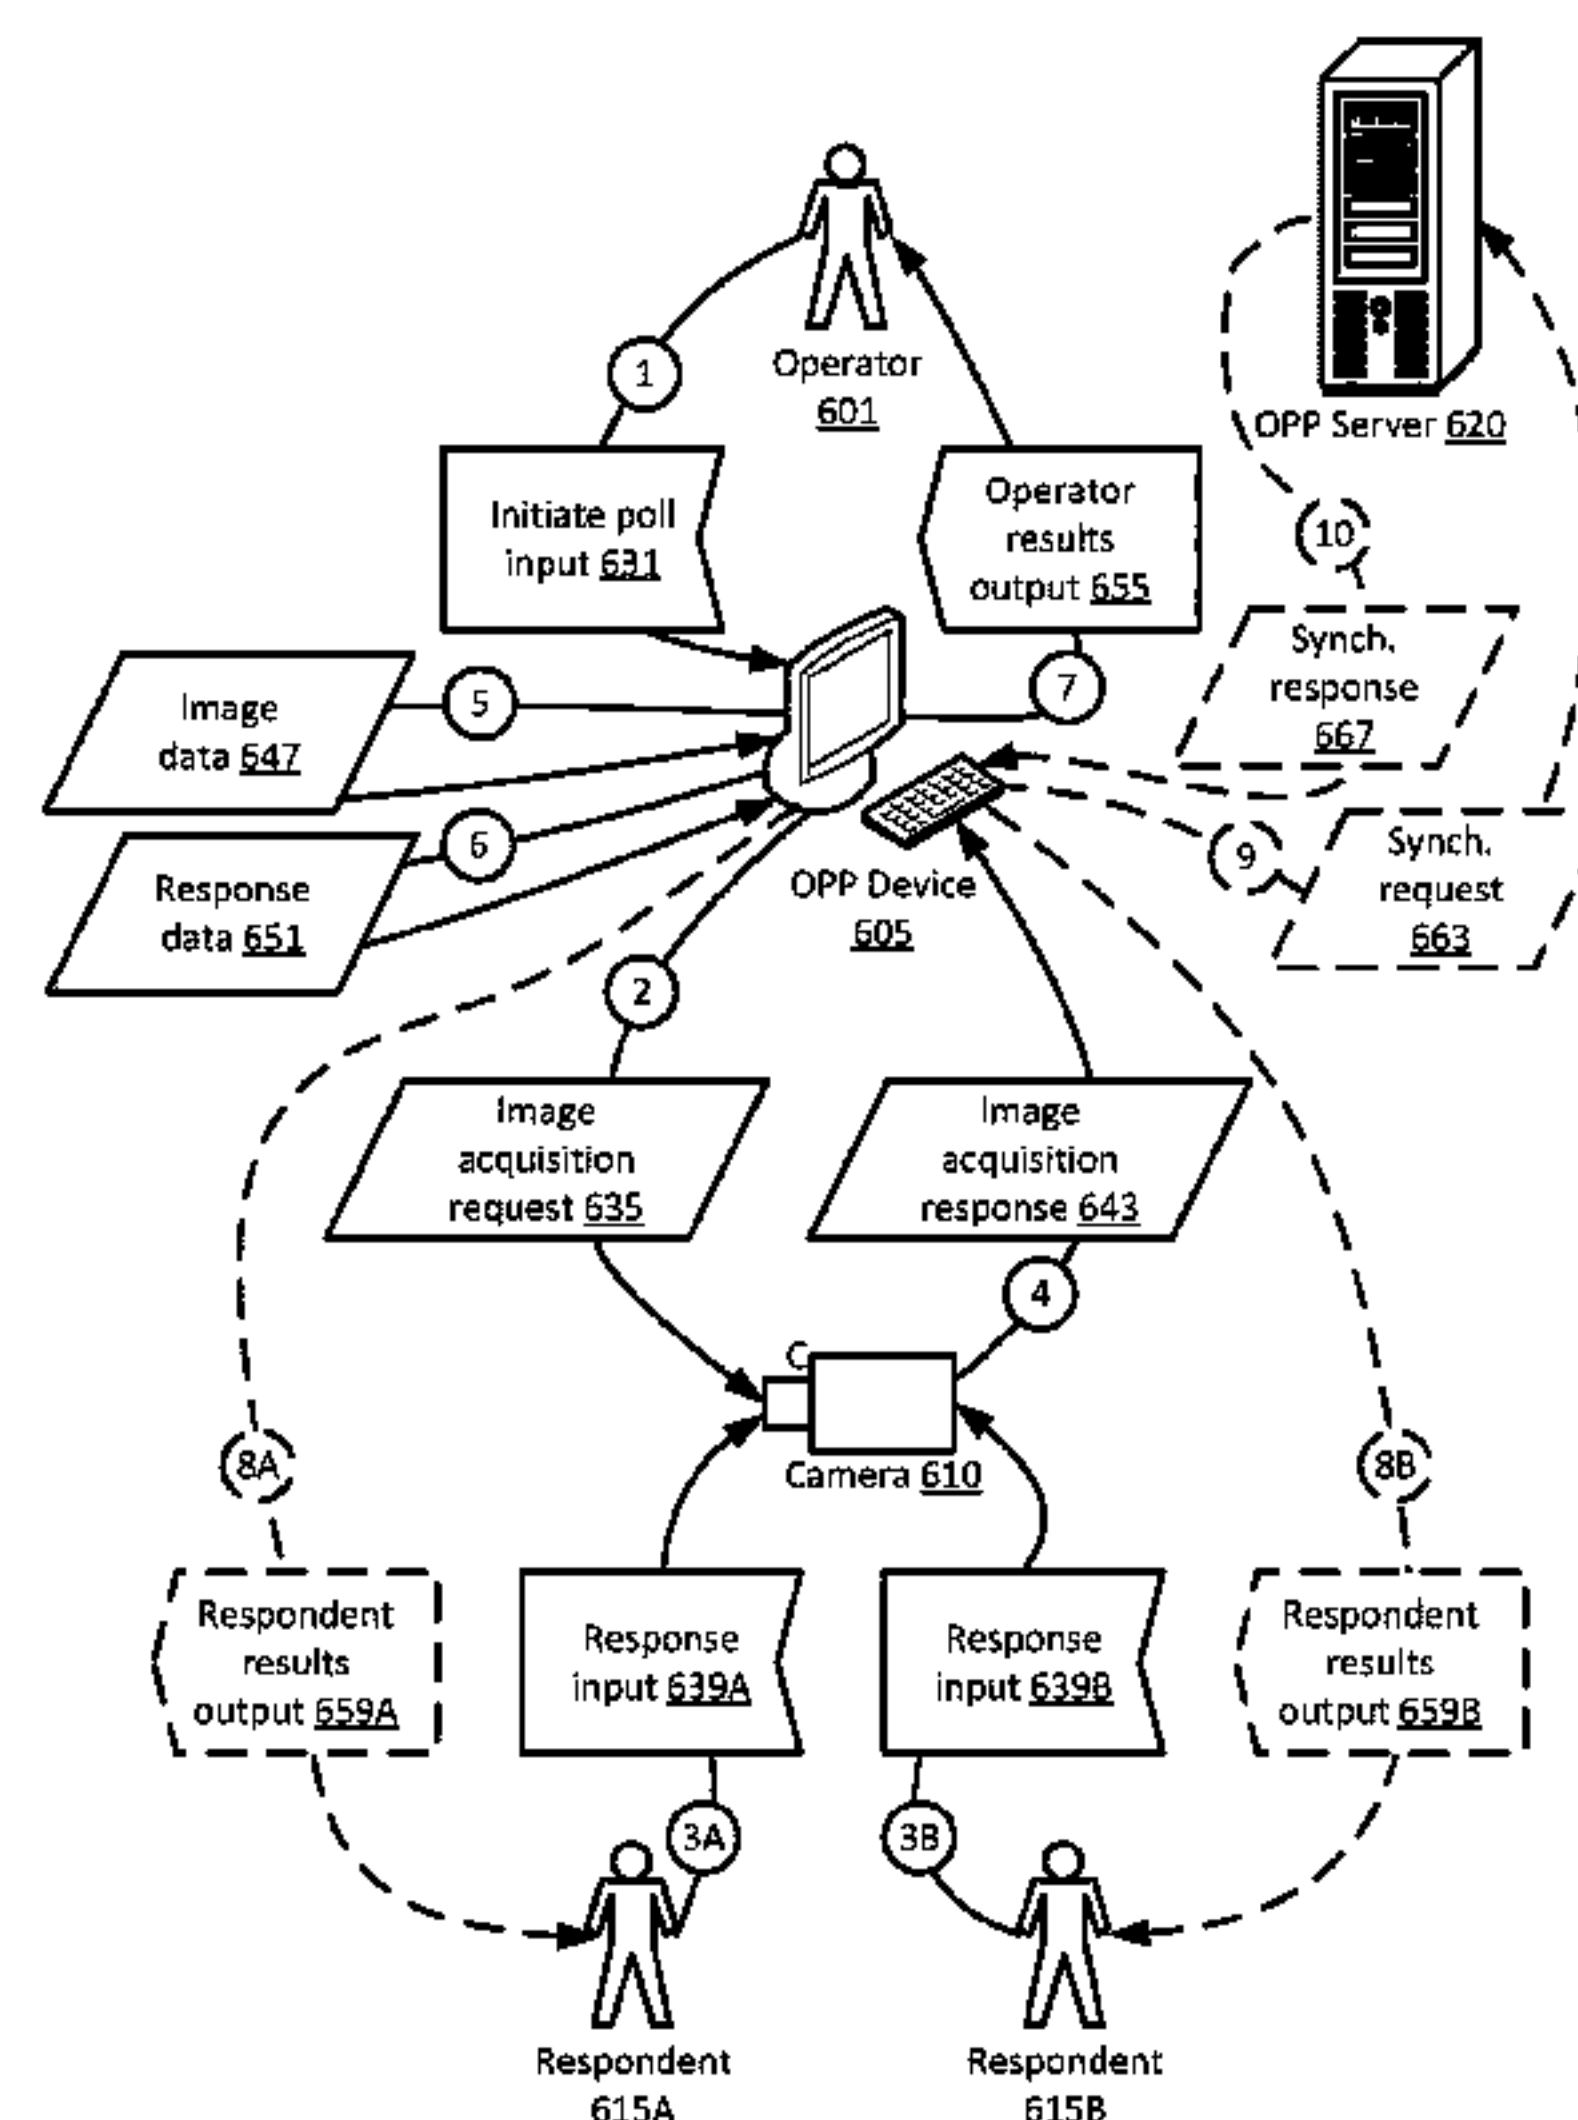 1
Operator
601
OPP Server 620
Initiate poll
input 631
Operator
results
output 655
10
Synch.
response
667
Image
data 647
5
7
6
Response
data 651
OPP Device
605
9
Synch.
request
663
2
Image
acquisition
request 635
Image
acquisition
response 643
4
Camera 610
8A
8B
Respondent
results
output 659A
Response
input 639A
Response
input 639B
Respondent
results
output 659B
3A
3B
Respondent
615A
Respondent
615B